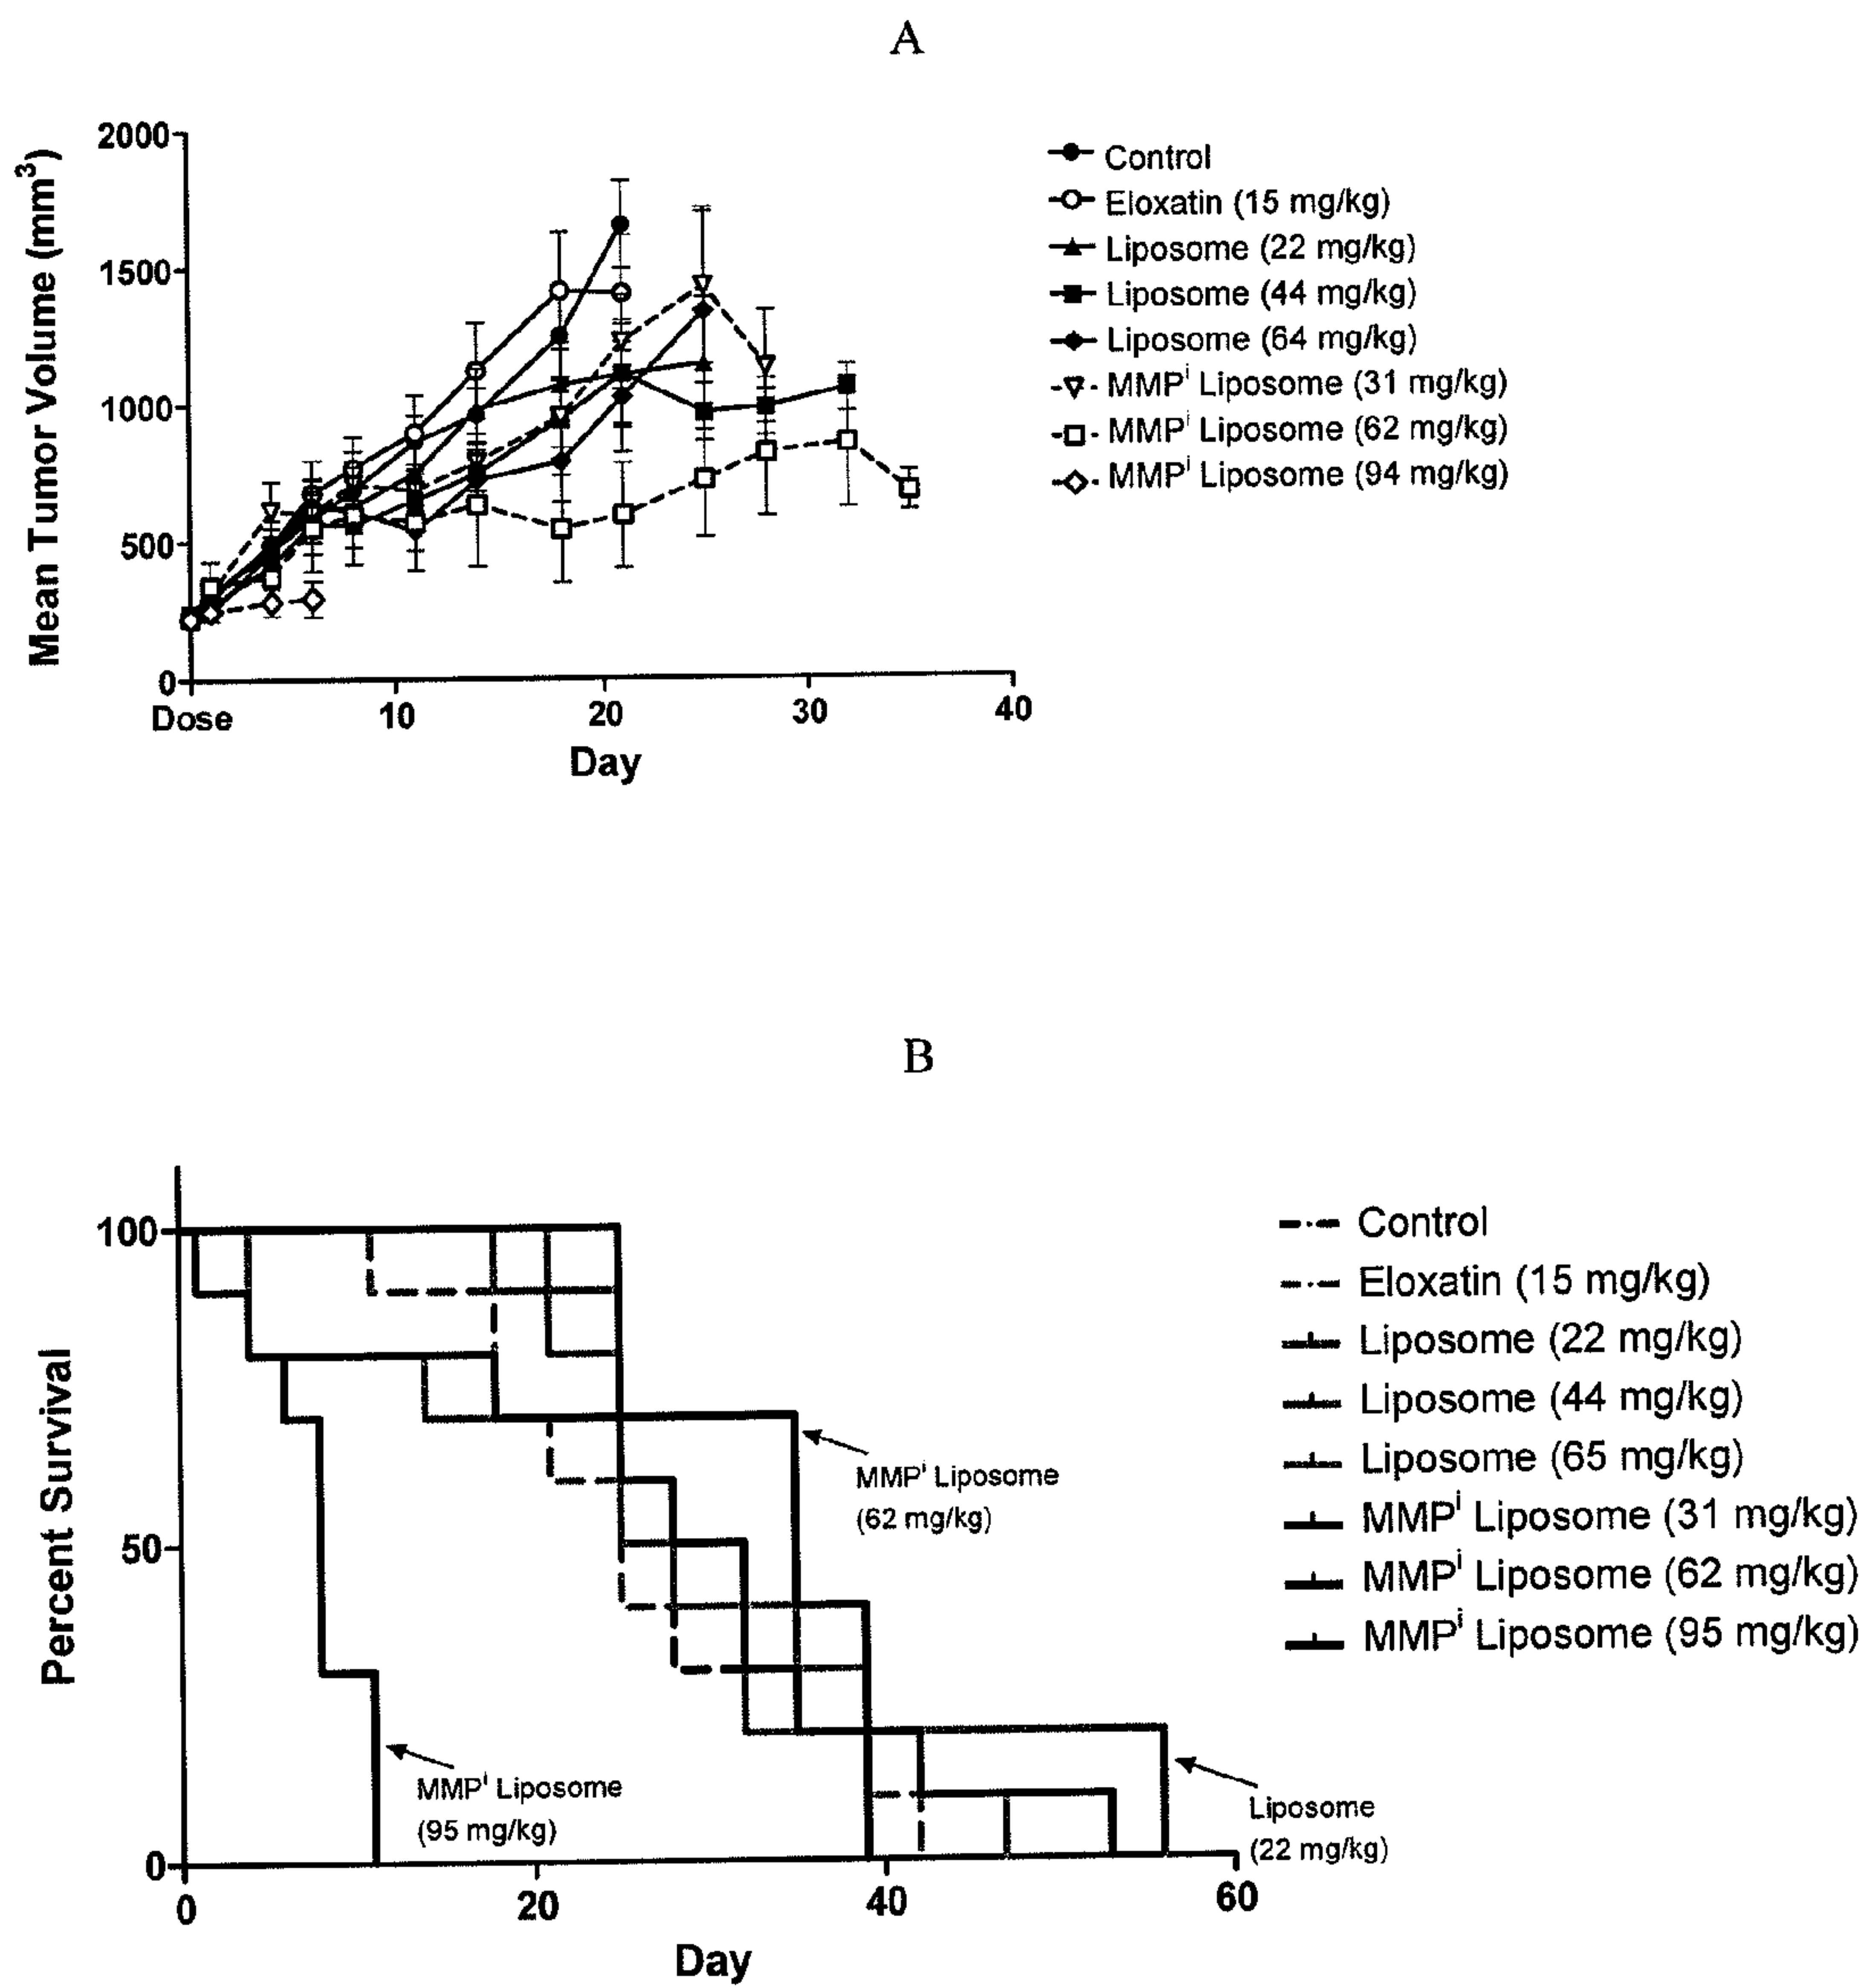 A
2000
1500
1000
500
0
Mean Tumor Volume (mm³)
Dose
10
20
30
40
Day
Control
Eloxatin (15 mg/kg)
Liposome (22 mg/kg)
Liposome (44 mg/kg)
Liposome (64 mg/kg)
MMPⁱ Liposome (31 mg/kg)
MMPⁱ Liposome (62 mg/kg)
MMPⁱ Liposome (94 mg/kg)
B
100
50
0
Percent Survival
0
20
40
60
Day
MMPⁱ Liposome
(62 mg/kg)
MMPⁱ Liposome
(95 mg/kg)
Liposome
(22 mg/kg)
Control
Eloxatin (15 mg/kg)
Liposome (22 mg/kg)
Liposome (44 mg/kg)
Liposome (65 mg/kg)
MMPⁱ Liposome (31 mg/kg)
MMPⁱ Liposome (62 mg/kg)
MMPⁱ Liposome (95 mg/kg)